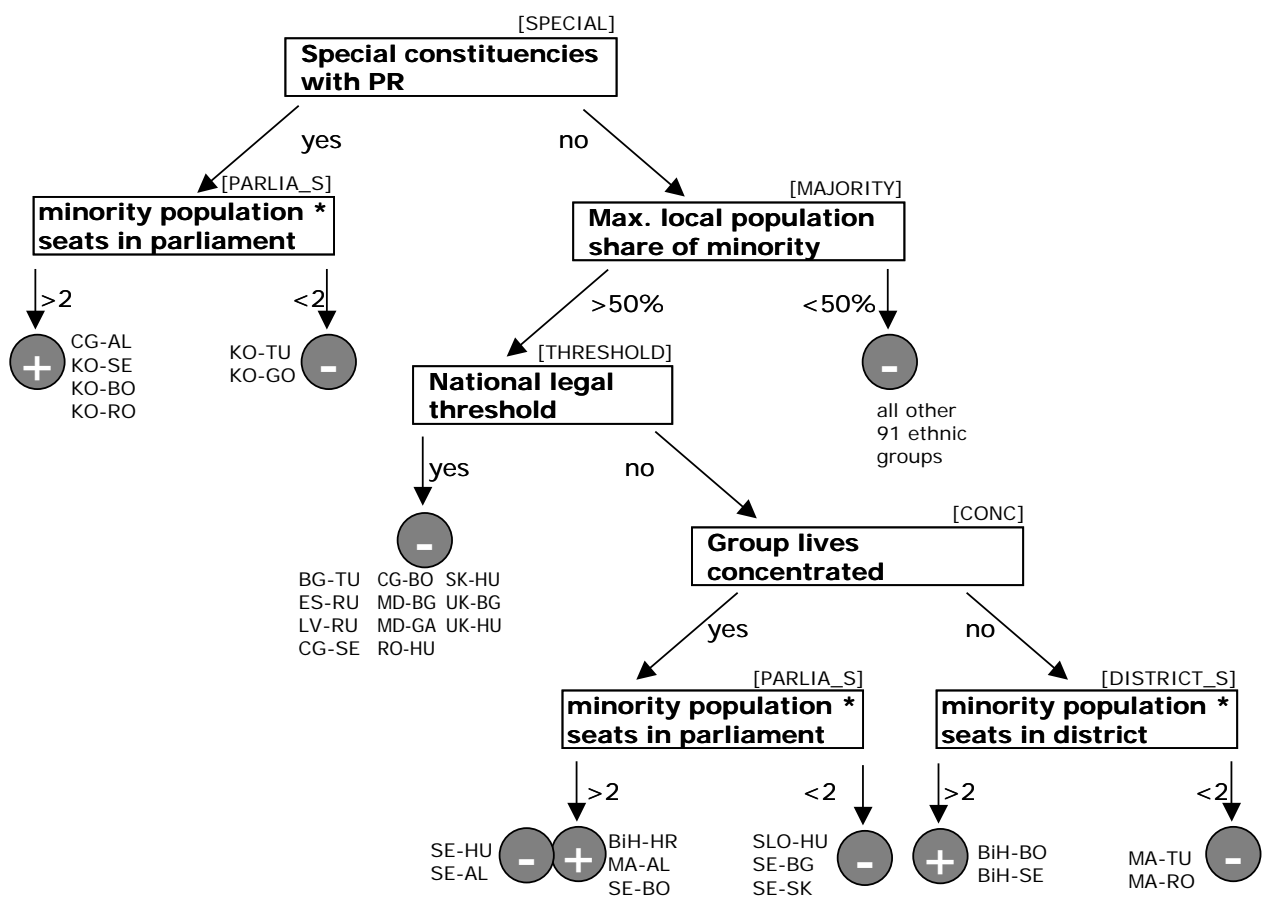 [SPECIAL]
Special constituencies
with PR
yes
no
[PARLIA_S]
minority population *
seats in parliament
[MAJORITY]
Max. local population
share of minority
>2
<2
>50%
<50%
+
CG-AL
KO-SE
KO-BO
KO-RO
KO-TU
KO-GO
-
-
all other
91 ethnic
groups
[THRESHOLD]
National legal
threshold
yes
no
-
BG-TU CG-BO SK-HU
ES-RU MD-BG UK-BG
LV-RU MD-GA UK-HU
CG-SE RO-HU
[CONC]
Group lives
concentrated
yes
no
[PARLIA_S]
minority population *
seats in parliament
[DISTRICT_S]
minority population *
seats in district
>2
<2
>2
<2
SE-HU
SE-AL
-
+
BiH-HR
MA-AL
SE-BO
SLO-HU
SE-BG
SE-SK
-
+
BiH-BO
BiH-SE
MA-TU
MA-RO
-